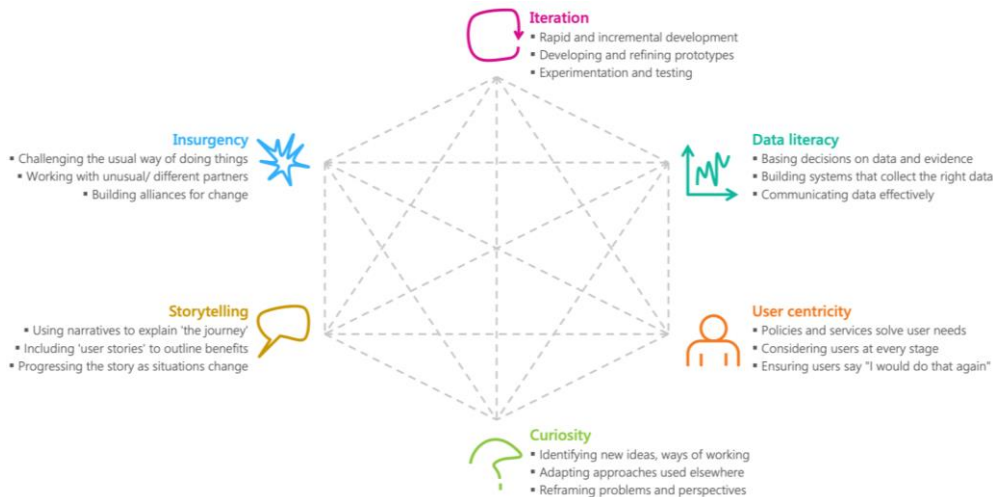 Iteration
▪ Rapid and incremental development
▪ Developing and refining prototypes
▪ Experimentation and testing
Insurgency
▪ Challenging the usual way of doing things
▪ Working with unusual/ different partners
▪ Building alliances for change
Data literacy
▪ Basing decisions on data and evidence
▪ Building systems that collect the right data
▪ Communicating data effectively
Storytelling
▪ Using narratives to explain 'the journey'
▪ Including 'user stories' to outline benefits
▪ Progressing the story as situations change
User centricity
▪ Policies and services solve user needs
▪ Considering users at every stage
▪ Ensuring users say "I would do that again"
Curiosity
▪ Identifying new ideas, ways of working
▪ Adapting approaches used elsewhere
▪ Reframing problems and perspectives